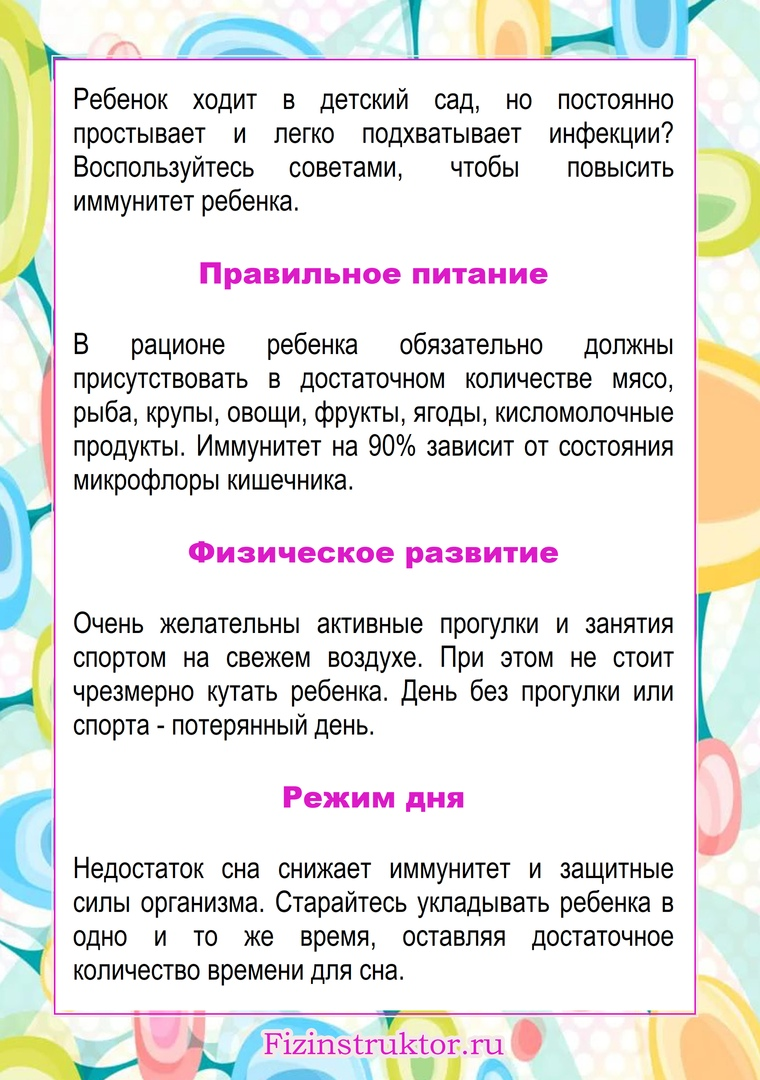 Ребенок ходит в детский сад, но постоянно
простывает и легко подхватывает инфекции?
Воспользуйтесь советами, чтобы повысить
иммунитет ребенка.
Правильное питание
В рационе ребенка обязательно должны
присутствовать в достаточном количестве мясо,
рыба, крупы, овощи, фрукты, ягоды, кисломолочные
продукты. Иммунитет на 90% зависит от состояния
микрофлоры кишечника.
Физическое развитие
Очень желательны активные прогулки и занятия
спортом на свежем воздухе. При этом не стоит
чрезмерно кутать ребенка. День без прогулки или
спорта - потерянный день.
Режим дня
Недостаток сна снижает иммунитет и защитные
силы организма. Старайтесь укладывать ребенка в
одно и то же время, оставляя достаточное
количество времени для сна.
Fizinstruktor.ru